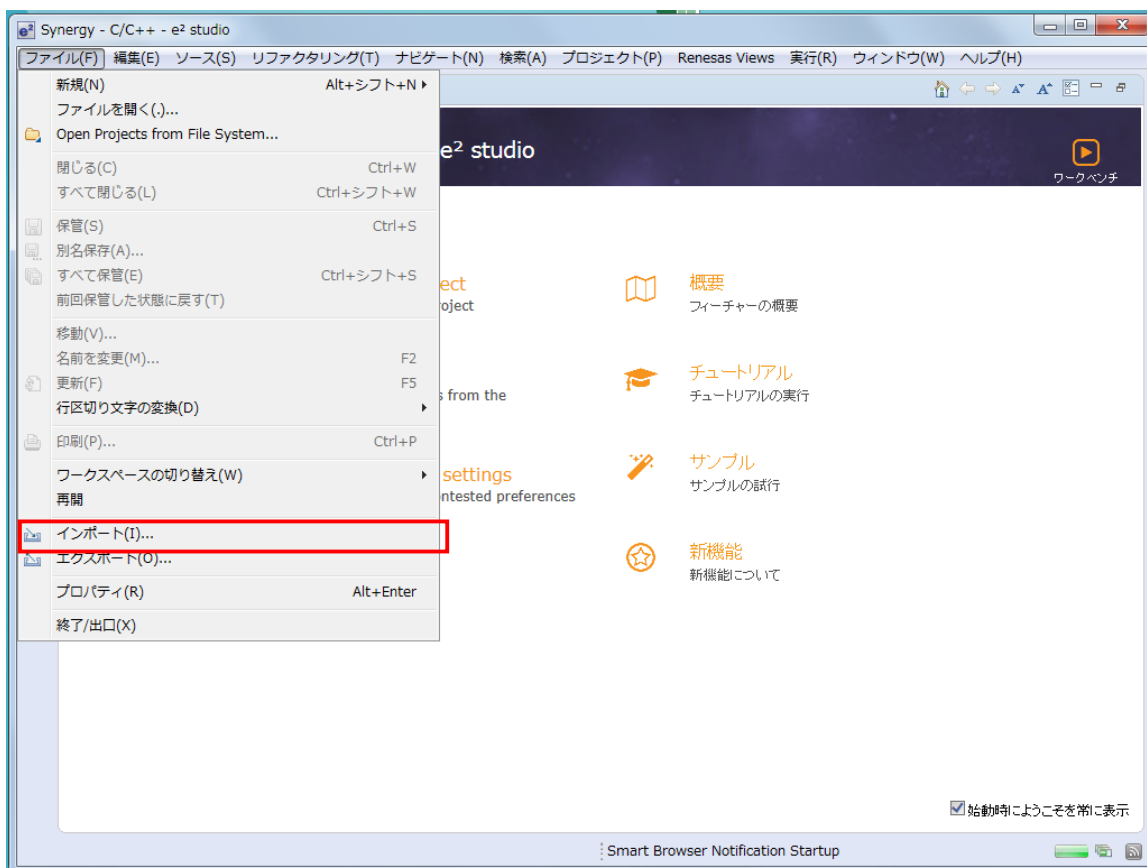 Synergy - C/C++ - e² studio
ファイル(F) 編集(E) ソース(S) リファクタリング(T) ナビゲート(N) 検索(A) プロジェクト(P) Renesas Views 実行(R) ウィンドウ(W) ヘルプ(H)
新規(N) Alt+シフト+N
ファイルを開く(.)...
Open Projects from File System...
閉じる(C) Ctrl+W
すべて閉じる(L) Ctrl+シフト+W
保管(S) Ctrl+S
別名保存(A)...
すべて保管(E) Ctrl+シフト+S
前回保管した状態に戻す(T)
移動(V)...
名前を変更(M)... F2
更新(F) F5
行区切り文字の変換(D)
印刷(P)... Ctrl+P
ワークスペースの切り替え(W)
再開
インポート(I)...
エクスポート(O)...
プロパティ(R) Alt+Enter
終了/出口(X)
e² studio
ワークベンチ
ect
oject
s from the
settings
ntested preferences
概要
フィーチャーの概要
チュートリアル
チュートリアルの実行
サンプル
サンプルの試行
新機能
新機能について
始動時にようこそを常に表示
Smart Browser Notification Startup